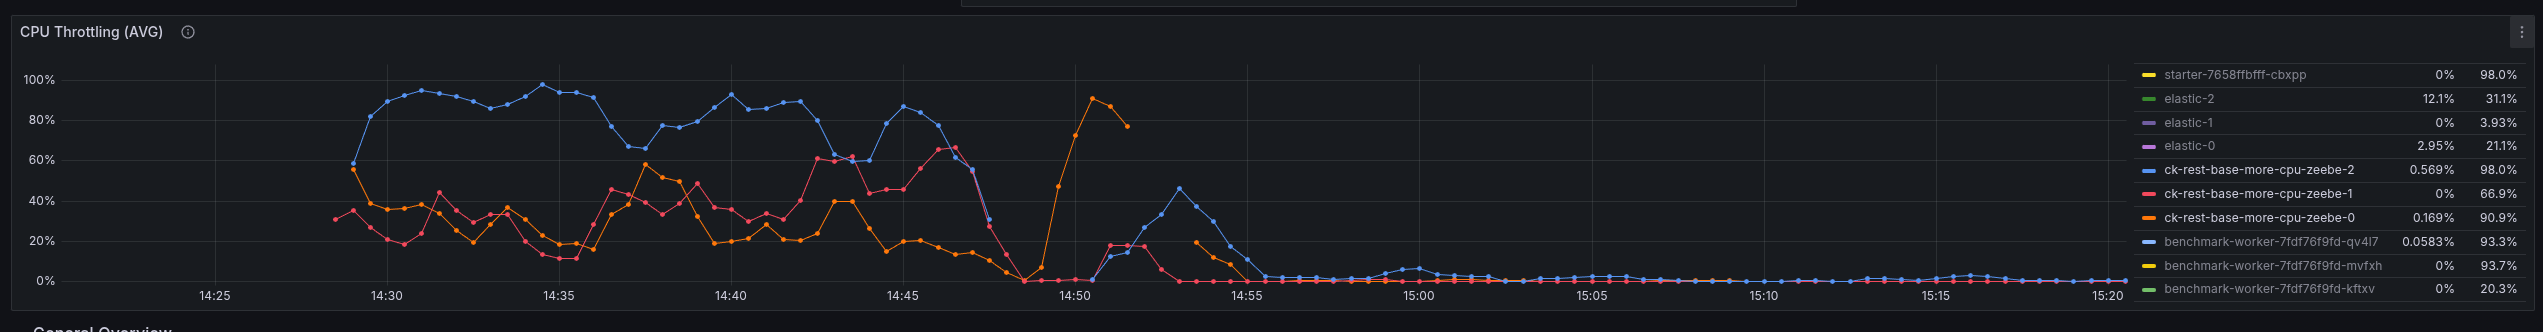 CPU Throttling (AVG)
100%
80%
60%
40%
20%
0%
14:25 14:30 14:35 14:40 14:45 14:50 14:55 15:00 15:05 15:10 15:15 15:20
starter-7658ffbfff-cbxpp 0% 98.0%
elastic-2 12.1% 31.1%
elastic-1 0% 3.93%
elastic-0 2.95% 21.1%
ck-rest-base-more-cpu-zeebe-2 0.569% 98.0%
ck-rest-base-more-cpu-zeebe-1 0% 66.9%
ck-rest-base-more-cpu-zeebe-0 0.169% 90.9%
benchmark-worker-7fdf76f9fd-qv4l7 0.0583% 93.3%
benchmark-worker-7fdf76f9fd-mvfxh 0% 93.7%
benchmark-worker-7fdf76f9fd-kftxv 0% 20.3%
General Overview